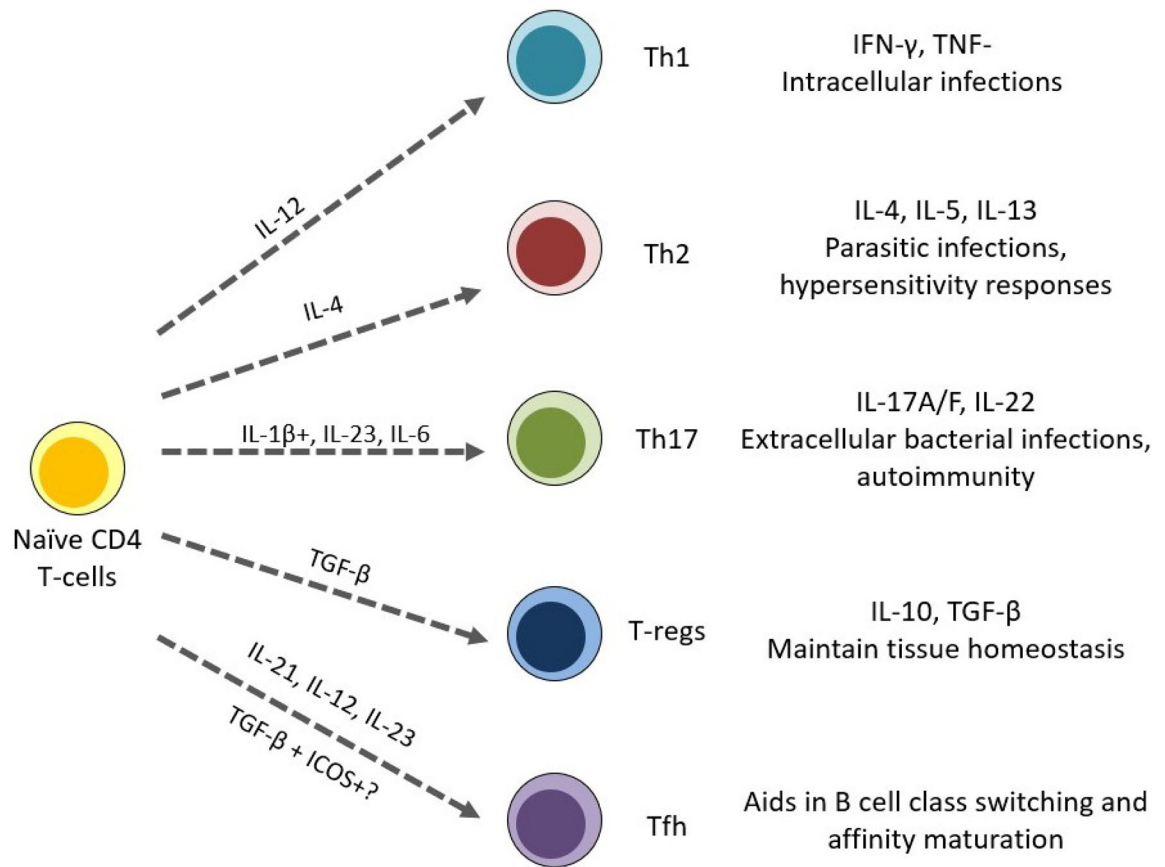 IL-12
Th1
IFN-γ, TNF-
Intracellular infections
IL-4
Th2
IL-4, IL-5, IL-13
Parasitic infections,
hypersensitivity responses
Naïve CD4
T-cells
IL-1β+, IL-23, IL-6
Th17
IL-17A/F, IL-22
Extracellular bacterial infections,
autoimmunity
TGF-β
T-regs
IL-10, TGF-β
Maintain tissue homeostasis
IL-21, IL-12, IL-23
TGF-β + ICOS+?
Tfh
Aids in B cell class switching and
affinity maturation